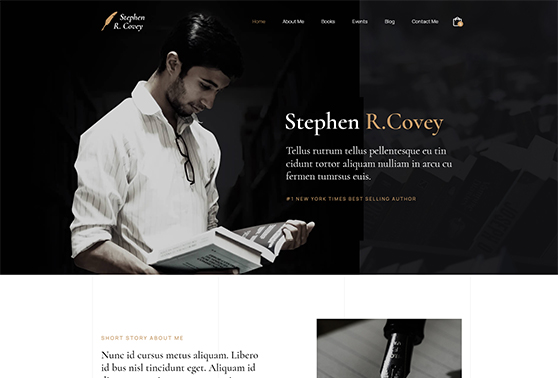 Stephen
R. Covey
Home About Me Books Events Blog Contact Me
Stephen R.Covey
Tellus rutrum tellus pellentesque eu tin
cidunt tortor aliquam nulliam in arcu cu
fermen tumrsus euis.
#1 NEW YORK TIMES BEST SELLING AUTHOR
SHORT STORY ABOUT ME
Nunc id cursus metus aliquam. Libero
id bus nisl tincidunt eget. Aliquam id